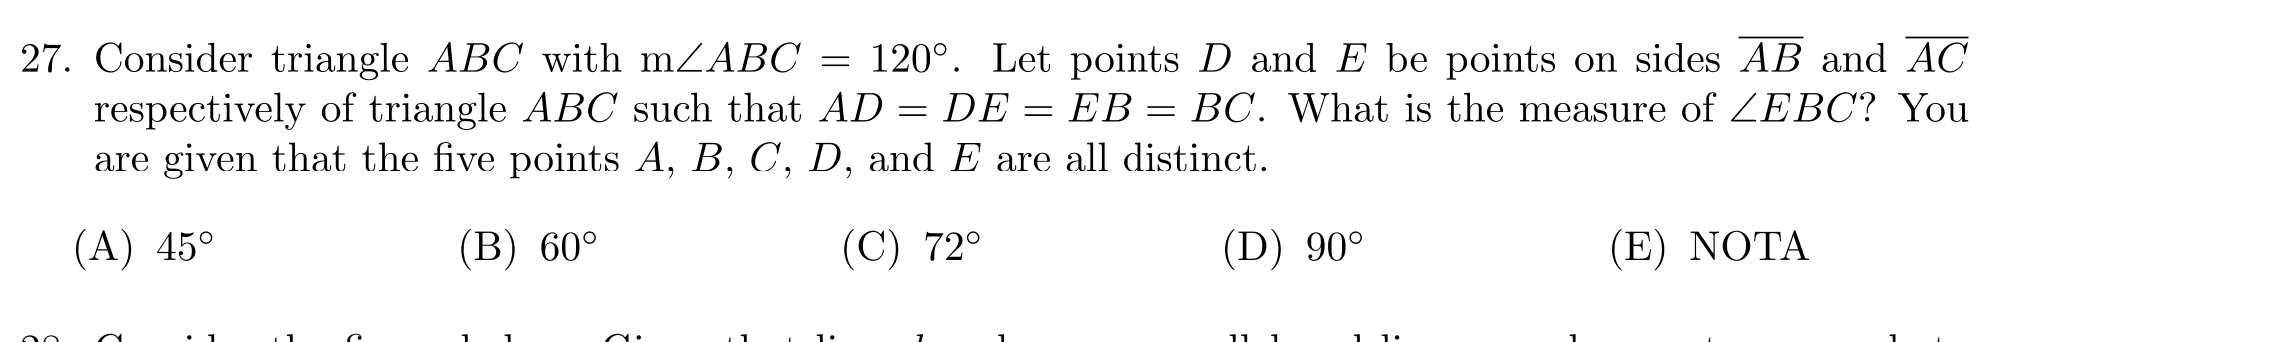 27. Consider triangle ABC with m∠ABC = 120°. Let points D and E be points on sides A̅B̅ and A̅C̅
respectively of triangle ABC such that AD = DE = EB = BC. What is the measure of ∠EBC? You
are given that the five points A, B, C, D, and E are all distinct.
(A) 45° (B) 60° (C) 72° (D) 90° (E) NOTA